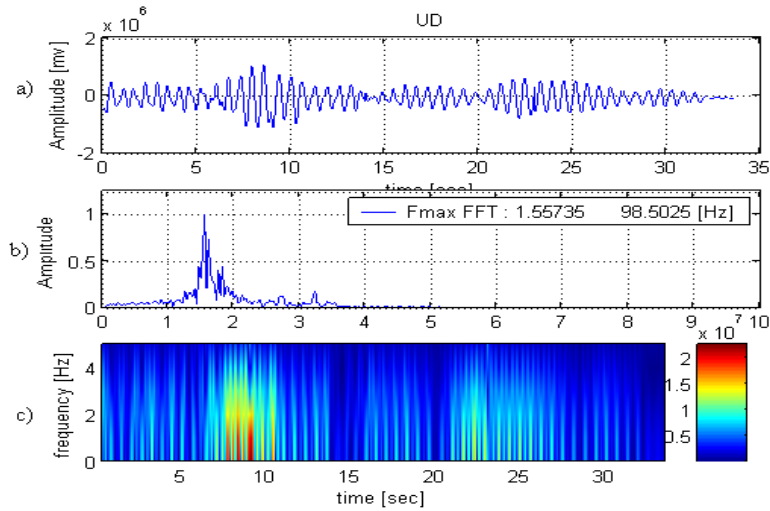 UD
x 10 6
2
0
-2
Amplitude [mv]
a)
0 5 10 15 20 25 30 35
time [sec]
1
0.5
0
Amplitude
b)
Fmax FFT : 1.55735 98.5025 [Hz]
0 1 2 3 4 5 6 7 8 9 10
x 10 7
4
2
0
frequency [Hz]
c)
5 10 15 20 25 30
time [sec]
2
1.5
1
0.5